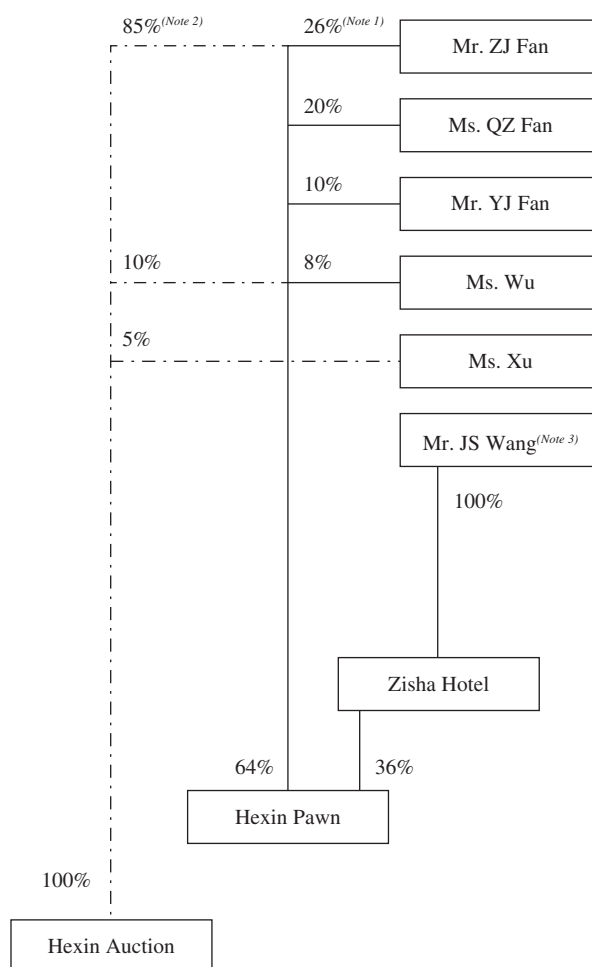 85%(Note 2) 26%(Note 1) Mr. ZJ Fan
20% Ms. QZ Fan
10% Mr. YJ Fan
10% 8% Ms. Wu
5% Ms. Xu
Mr. JS Wang(Note 3)
100%
Zisha Hotel
64% 36%
Hexin Pawn
100%
Hexin Auction